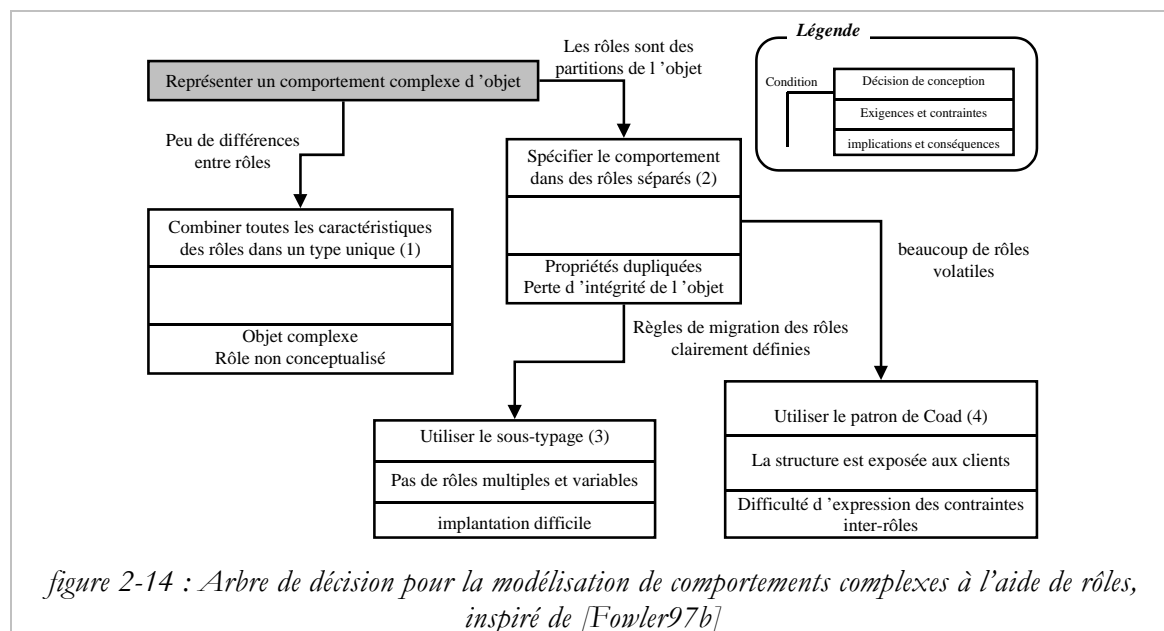 Légende
Condition
Décision de conception
Exigences et contraintes
implications et conséquences
Les rôles sont des
partitions de l ’objet
Représenter un comportement complexe d ’objet
Peu de différences
entre rôles
Spécifier le comportement
dans des rôles séparés (2)
Propriétés dupliquées
Perte d ’intégrité de l ’objet
Combiner toutes les caractéristiques
des rôles dans un type unique (1)
Objet complexe
Rôle non conceptualisé
beaucoup de rôles
volatiles
Règles de migration des rôles
clairement définies
Utiliser le sous-typage (3)
Pas de rôles multiples et variables
implantation difficile
Utiliser le patron de Coad (4)
La structure est exposée aux clients
Difficulté d ’expression des contraintes
inter-rôles
figure 2-14 : Arbre de décision pour la modélisation de comportements complexes à l’aide de rôles,
inspiré de [Fowler97b]